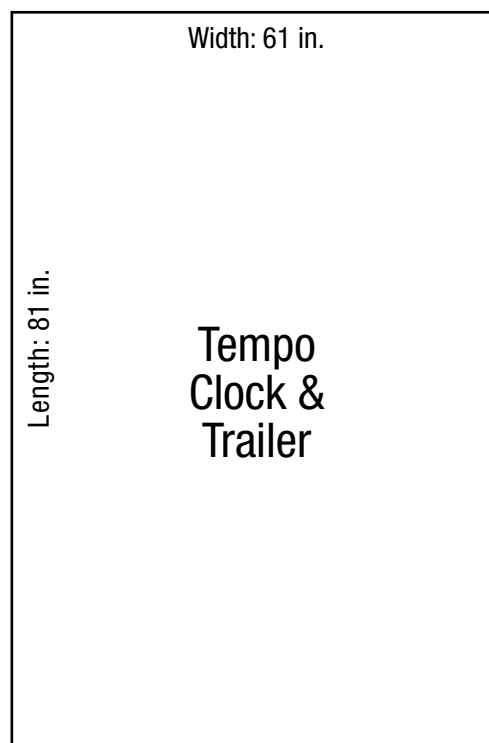 Width: 61 in.
Length: 81 in.
Tempo
Clock &
Trailer